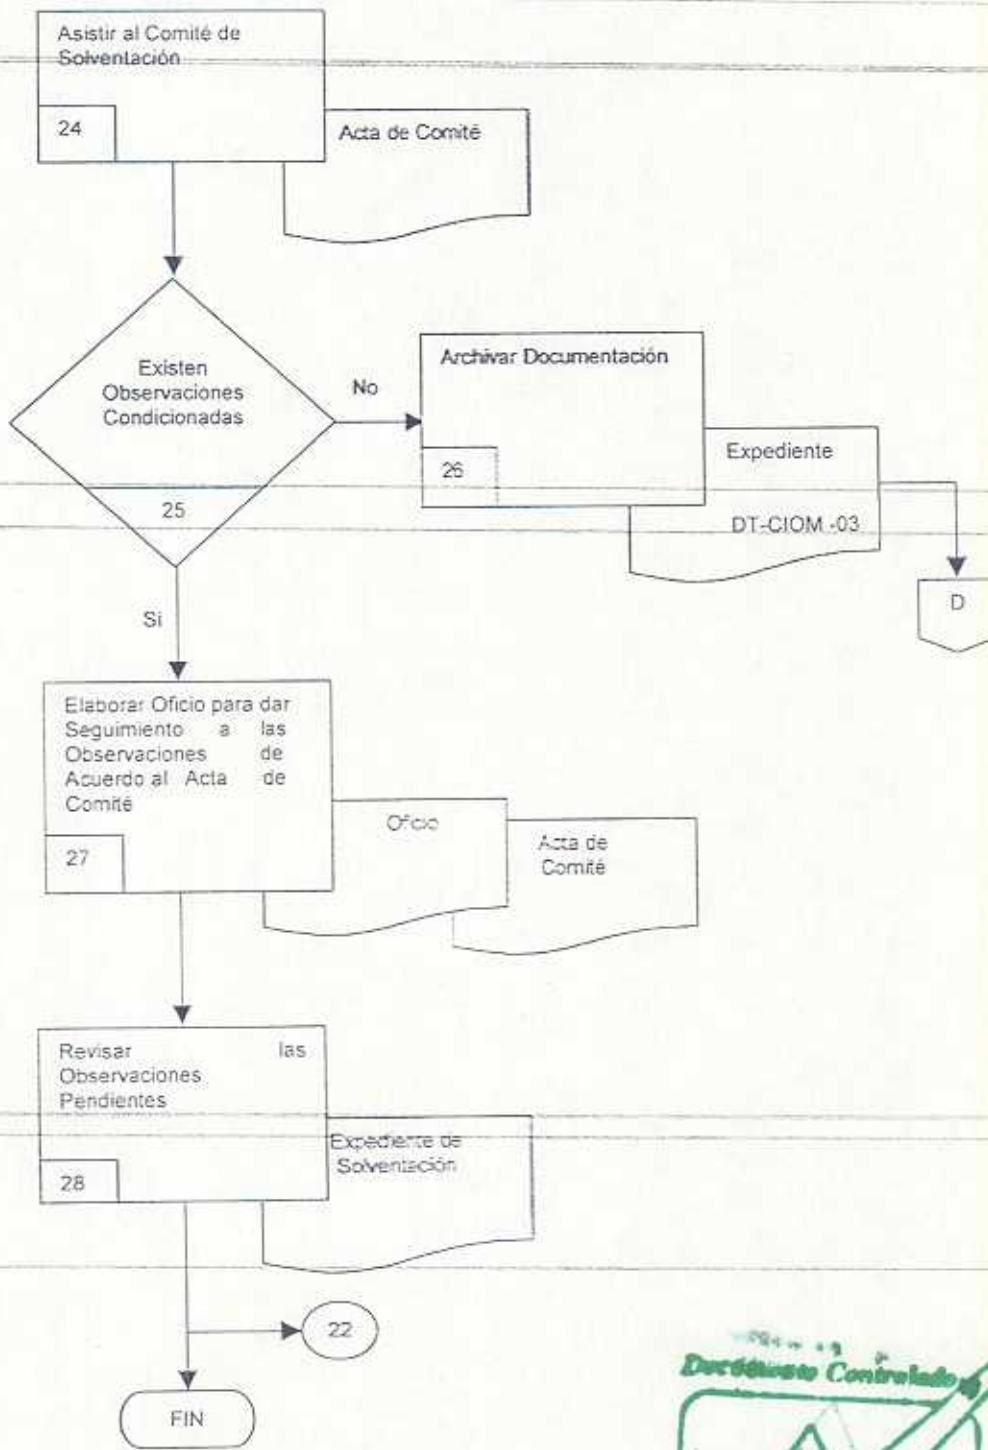 Asistir al Comité de
Solventación
24
Acta de Comité
Existen
Observaciones
Condicionadas
25
No
Archivar Documentación
26
Expediente
DT-CIOM -03
D
Si
Elaborar Oficio para dar
Seguimiento a las
Observaciones de
Acuerdo al Acta de
Comité
27
Oficio
Acta de
Comité
Revisar las
Observaciones
Pendientes
28
Expediente de
Solventación
22
FIN
Documento Controlado